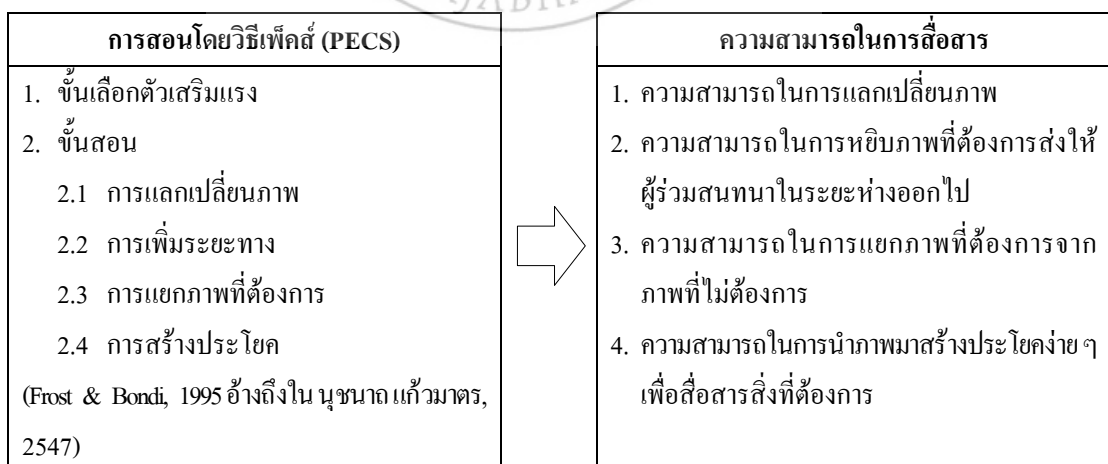 การสอนโดยวิธีเพ็คส์ (PECS)
1. ขั้นเลือกตัวเสริมแรง
2. ขั้นสอน
2.1 การแลกเปลี่ยนภาพ
2.2 การเพิ่มระยะทาง
2.3 การแยกภาพที่ต้องการ
2.4 การสร้างประโยค
(Frost & Bondi, 1995 อ้างถึงใน นุชนาถ แก้วมาตร,
2547)
ความสามารถในการสื่อสาร
1. ความสามารถในการแลกเปลี่ยนภาพ
2. ความสามารถในการหยิบภาพที่ต้องการส่งให้
ผู้ร่วมสนทนาในระยะห่างออกไป
3. ความสามารถในการแยกภาพที่ต้องการจาก
ภาพที่ไม่ต้องการ
4. ความสามารถในการนำภาพมาสร้างประโยคง่าย ๆ
เพื่อสื่อสารสิ่งที่ต้องการ